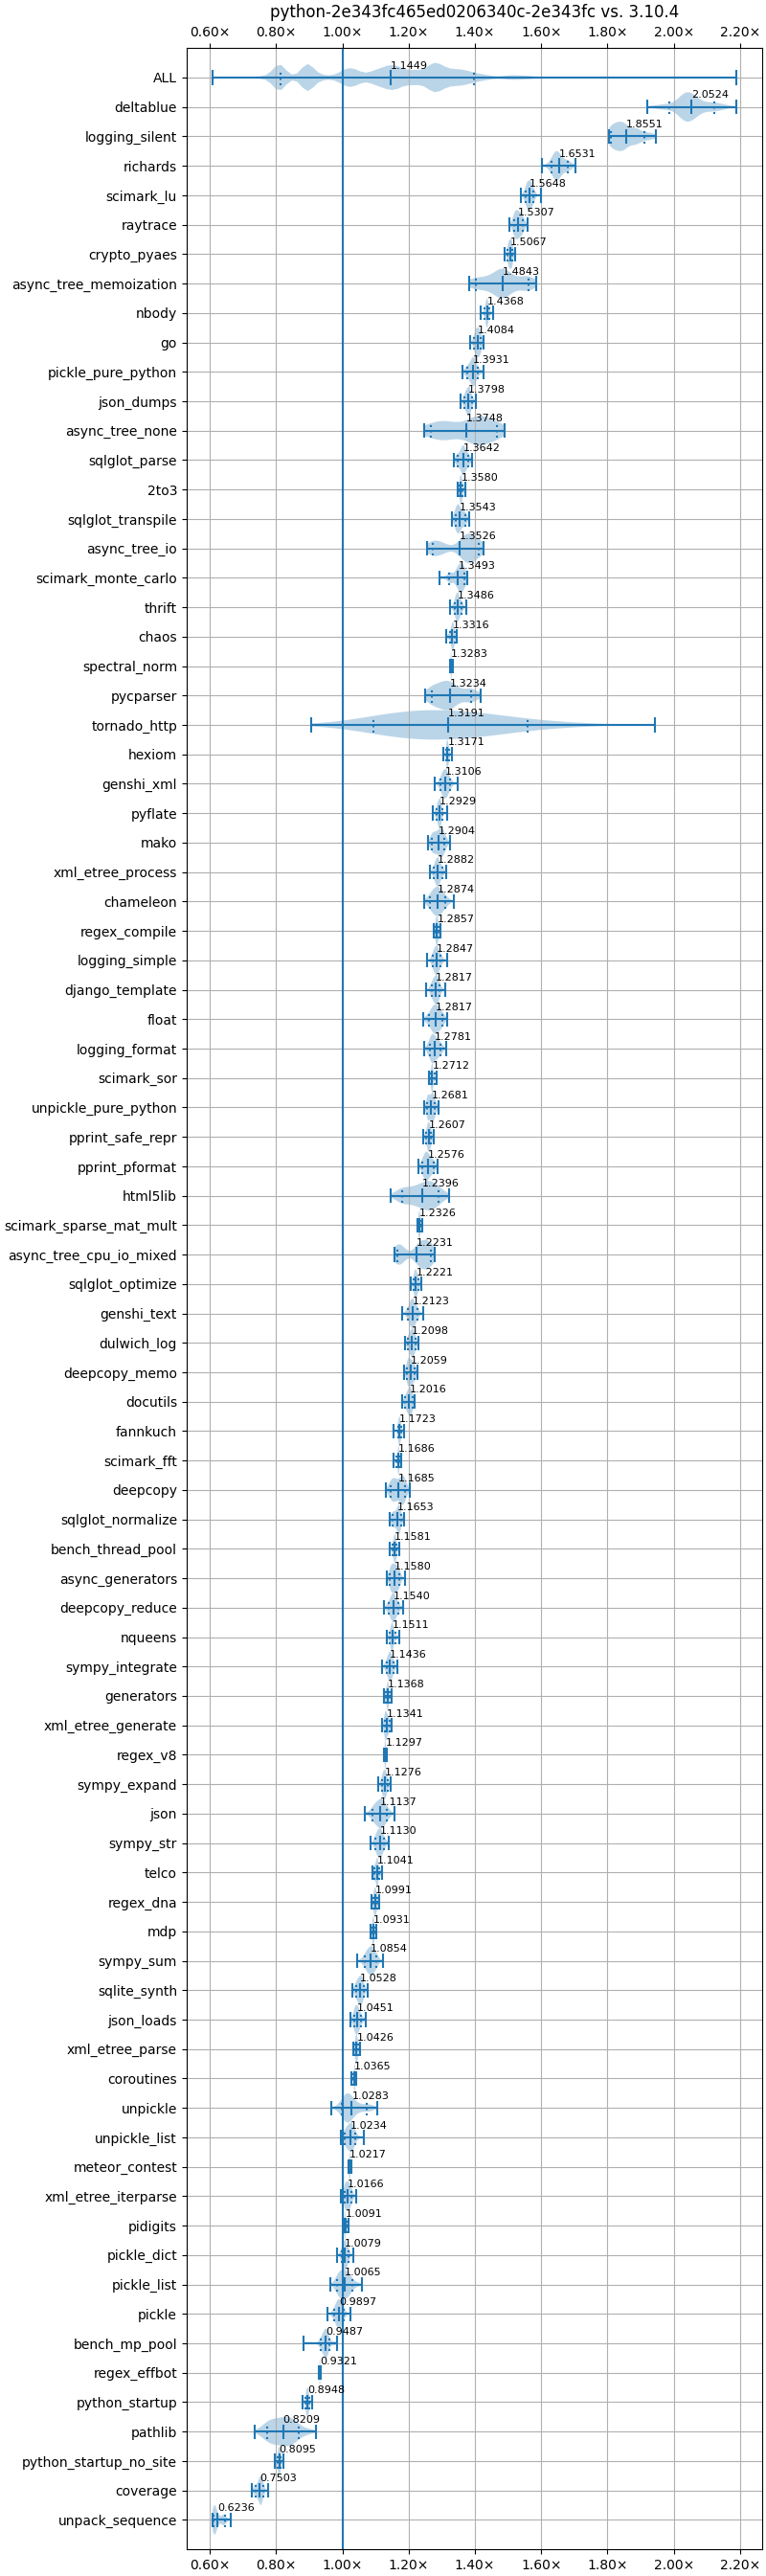 python-2e343fc465ed0206340c-2e343fc vs. 3.10.4
0.60× 0.80× 1.00× 1.20× 1.40× 1.60× 1.80× 2.00× 2.20×
ALL 1.1449
deltablue 2.0524
logging_silent 1.8551
richards 1.6531
scimark_lu 1.5648
raytrace 1.5307
crypto_pyaes 1.5067
async_tree_memoization 1.4843
nbody 1.4368
go 1.4084
pickle_pure_python 1.3931
json_dumps 1.3798
async_tree_none 1.3748
sqlglot_parse 1.3642
2to3 1.3580
sqlglot_transpile 1.3543
async_tree_io 1.3526
scimark_monte_carlo 1.3493
thrift 1.3486
chaos 1.3316
spectral_norm 1.3283
pycparser 1.3234
tornado_http 1.3191
hexiom 1.3171
genshi_xml 1.3106
pyflate 1.2929
mako 1.2904
xml_etree_process 1.2882
chameleon 1.2874
regex_compile 1.2857
logging_simple 1.2847
django_template 1.2817
float 1.2817
logging_format 1.2781
scimark_sor 1.2712
unpickle_pure_python 1.2681
pprint_safe_repr 1.2607
pprint_pformat 1.2576
html5lib 1.2396
scimark_sparse_mat_mult 1.2326
async_tree_cpu_io_mixed 1.2231
sqlglot_optimize 1.2221
genshi_text 1.2123
dulwich_log 1.2098
deepcopy_memo 1.2059
docutils 1.2016
fannkuch 1.1723
scimark_fft 1.1686
deepcopy 1.1685
sqlglot_normalize 1.1653
bench_thread_pool 1.1581
async_generators 1.1580
deepcopy_reduce 1.1540
nqueens 1.1511
sympy_integrate 1.1436
generators 1.1368
xml_etree_generate 1.1341
regex_v8 1.1297
sympy_expand 1.1276
json 1.1137
sympy_str 1.1130
telco 1.1041
regex_dna 1.0991
mdp 1.0931
sympy_sum 1.0854
sqlite_synth 1.0528
json_loads 1.0451
xml_etree_parse 1.0426
coroutines 1.0365
unpickle 1.0283
unpickle_list 1.0234
meteor_contest 1.0217
xml_etree_iterparse 1.0166
pidigits 1.0091
pickle_dict 1.0079
pickle_list 1.0065
pickle 0.9897
bench_mp_pool 0.9487
regex_effbot 0.9321
python_startup 0.8948
pathlib 0.8209
python_startup_no_site 0.8095
coverage 0.7503
unpack_sequence 0.6236
0.60× 0.80× 1.00× 1.20× 1.40× 1.60× 1.80× 2.00× 2.20×